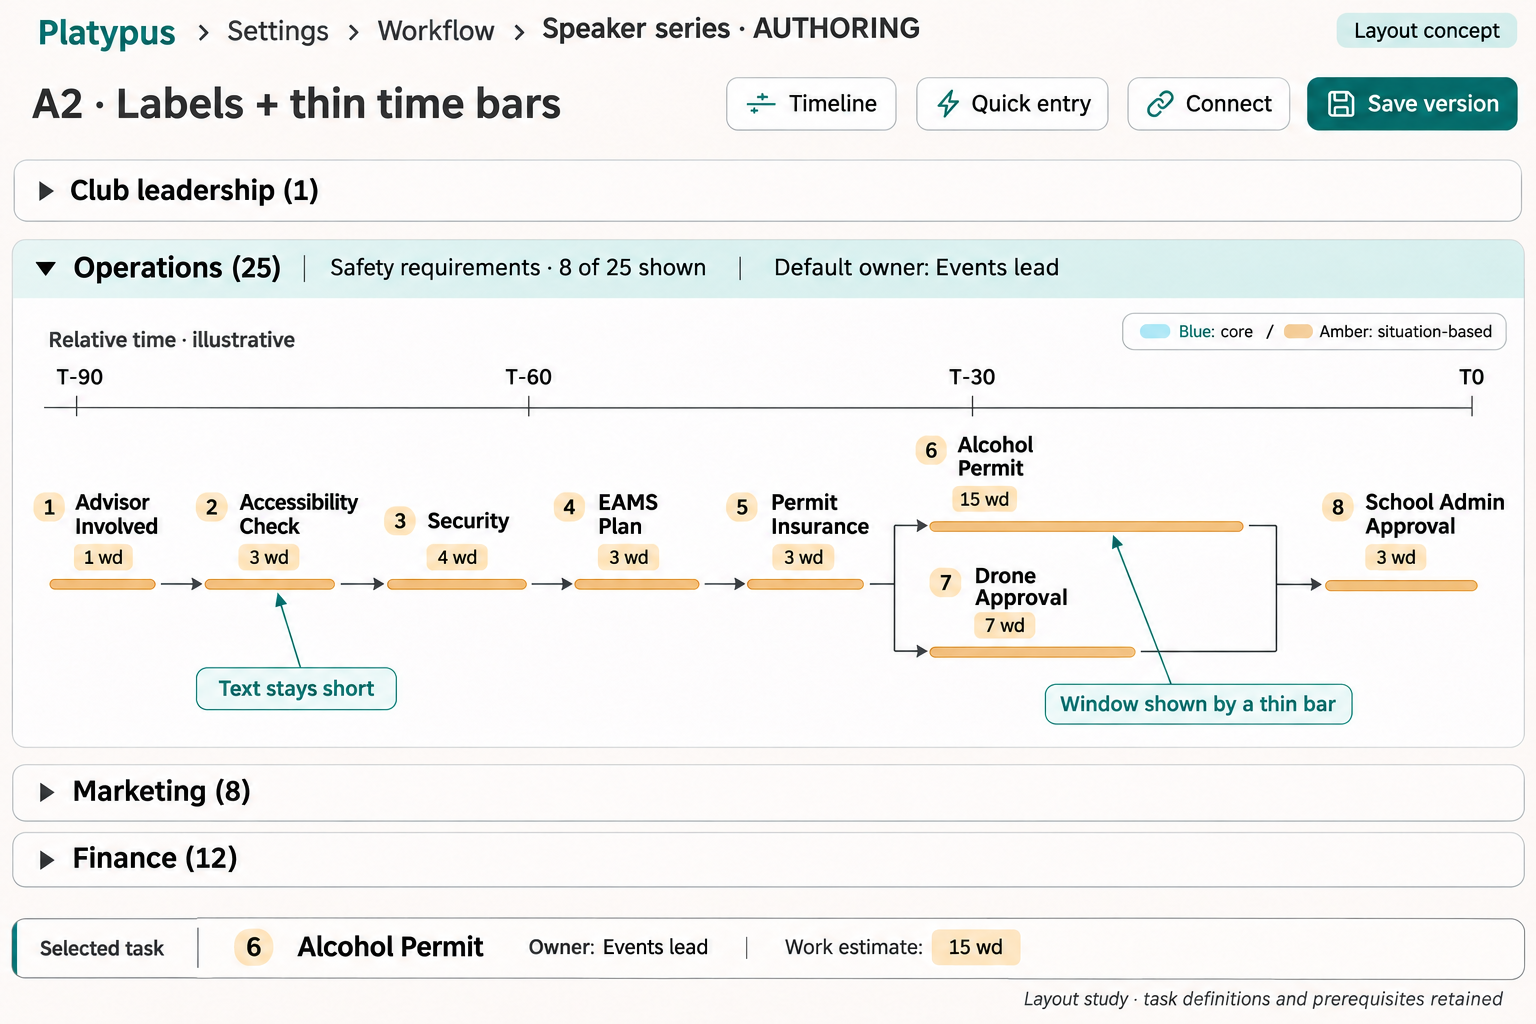 Platypus > Settings > Workflow > Speaker series · AUTHORING
Layout concept
A2 · Labels + thin time bars
Timeline
Quick entry
Connect
Save version
Club leadership (1)
Operations (25) | Safety requirements · 8 of 25 shown | Default owner: Events lead
Relative time · illustrative
Blue: core / Amber: situation-based
T-90
T-60
T-30
T0
1 Advisor
Involved
1 wd
2 Accessibility
Check
3 wd
3 Security
4 wd
4 EAMS
Plan
3 wd
5 Permit
Insurance
3 wd
6 Alcohol
Permit
15 wd
7 Drone
Approval
7 wd
8 School Admin
Approval
3 wd
Text stays short
Window shown by a thin bar
Marketing (8)
Finance (12)
Selected task | 6 Alcohol Permit Owner: Events lead | Work estimate: 15 wd
Layout study · task definitions and prerequisites retained